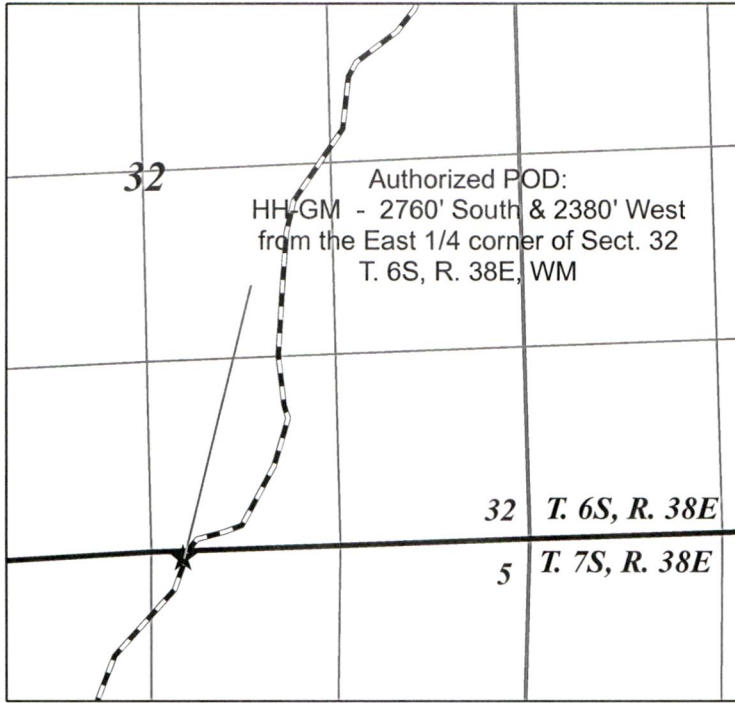 32
Authorized POD:
HH-GM - 2760' South & 2380' West
from the East 1/4 corner of Sect. 32
T. 6S, R. 38E, WM
32 T. 6S, R. 38E
5 T. 7S, R. 38E